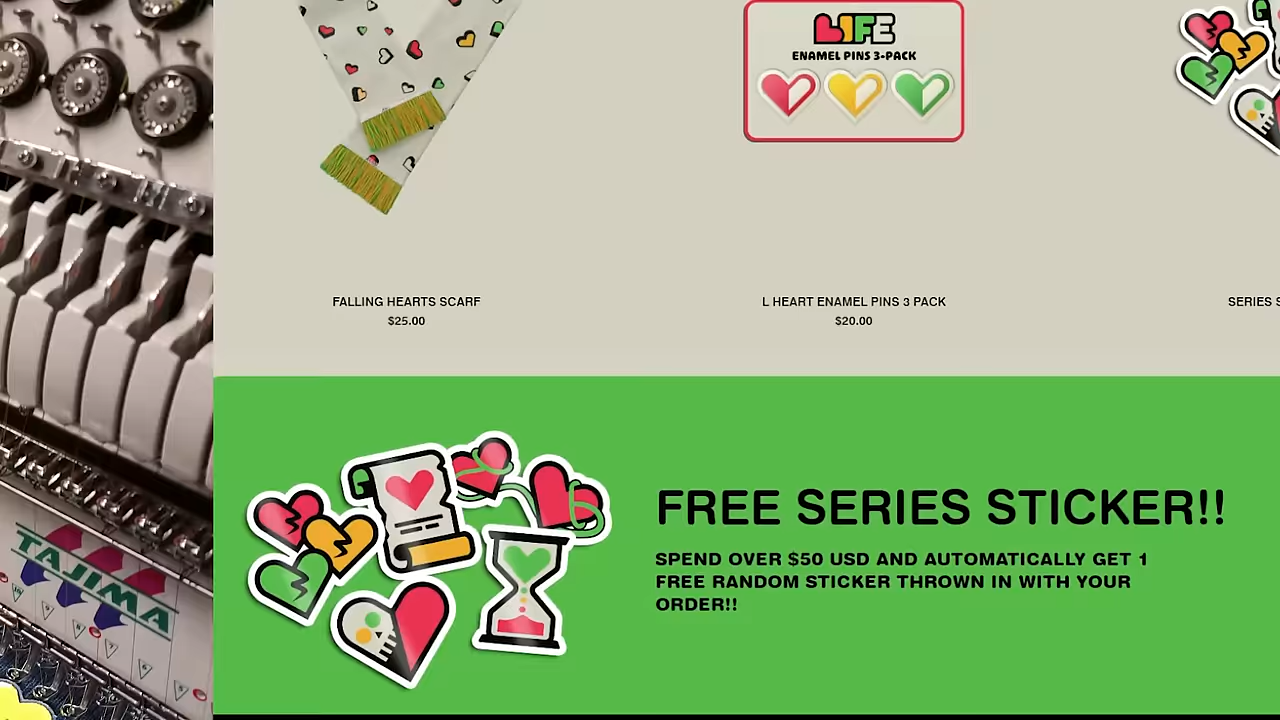 LIFE
ENAMEL PINS 3-PACK
FALLING HEARTS SCARF
$25.00
L HEART ENAMEL PINS 3 PACK
$20.00
SERIES S
FREE SERIES STICKER!!
SPEND OVER $50 USD AND AUTOMATICALLY GET 1
FREE RANDOM STICKER THROWN IN WITH YOUR
ORDER!!
TAJIMA